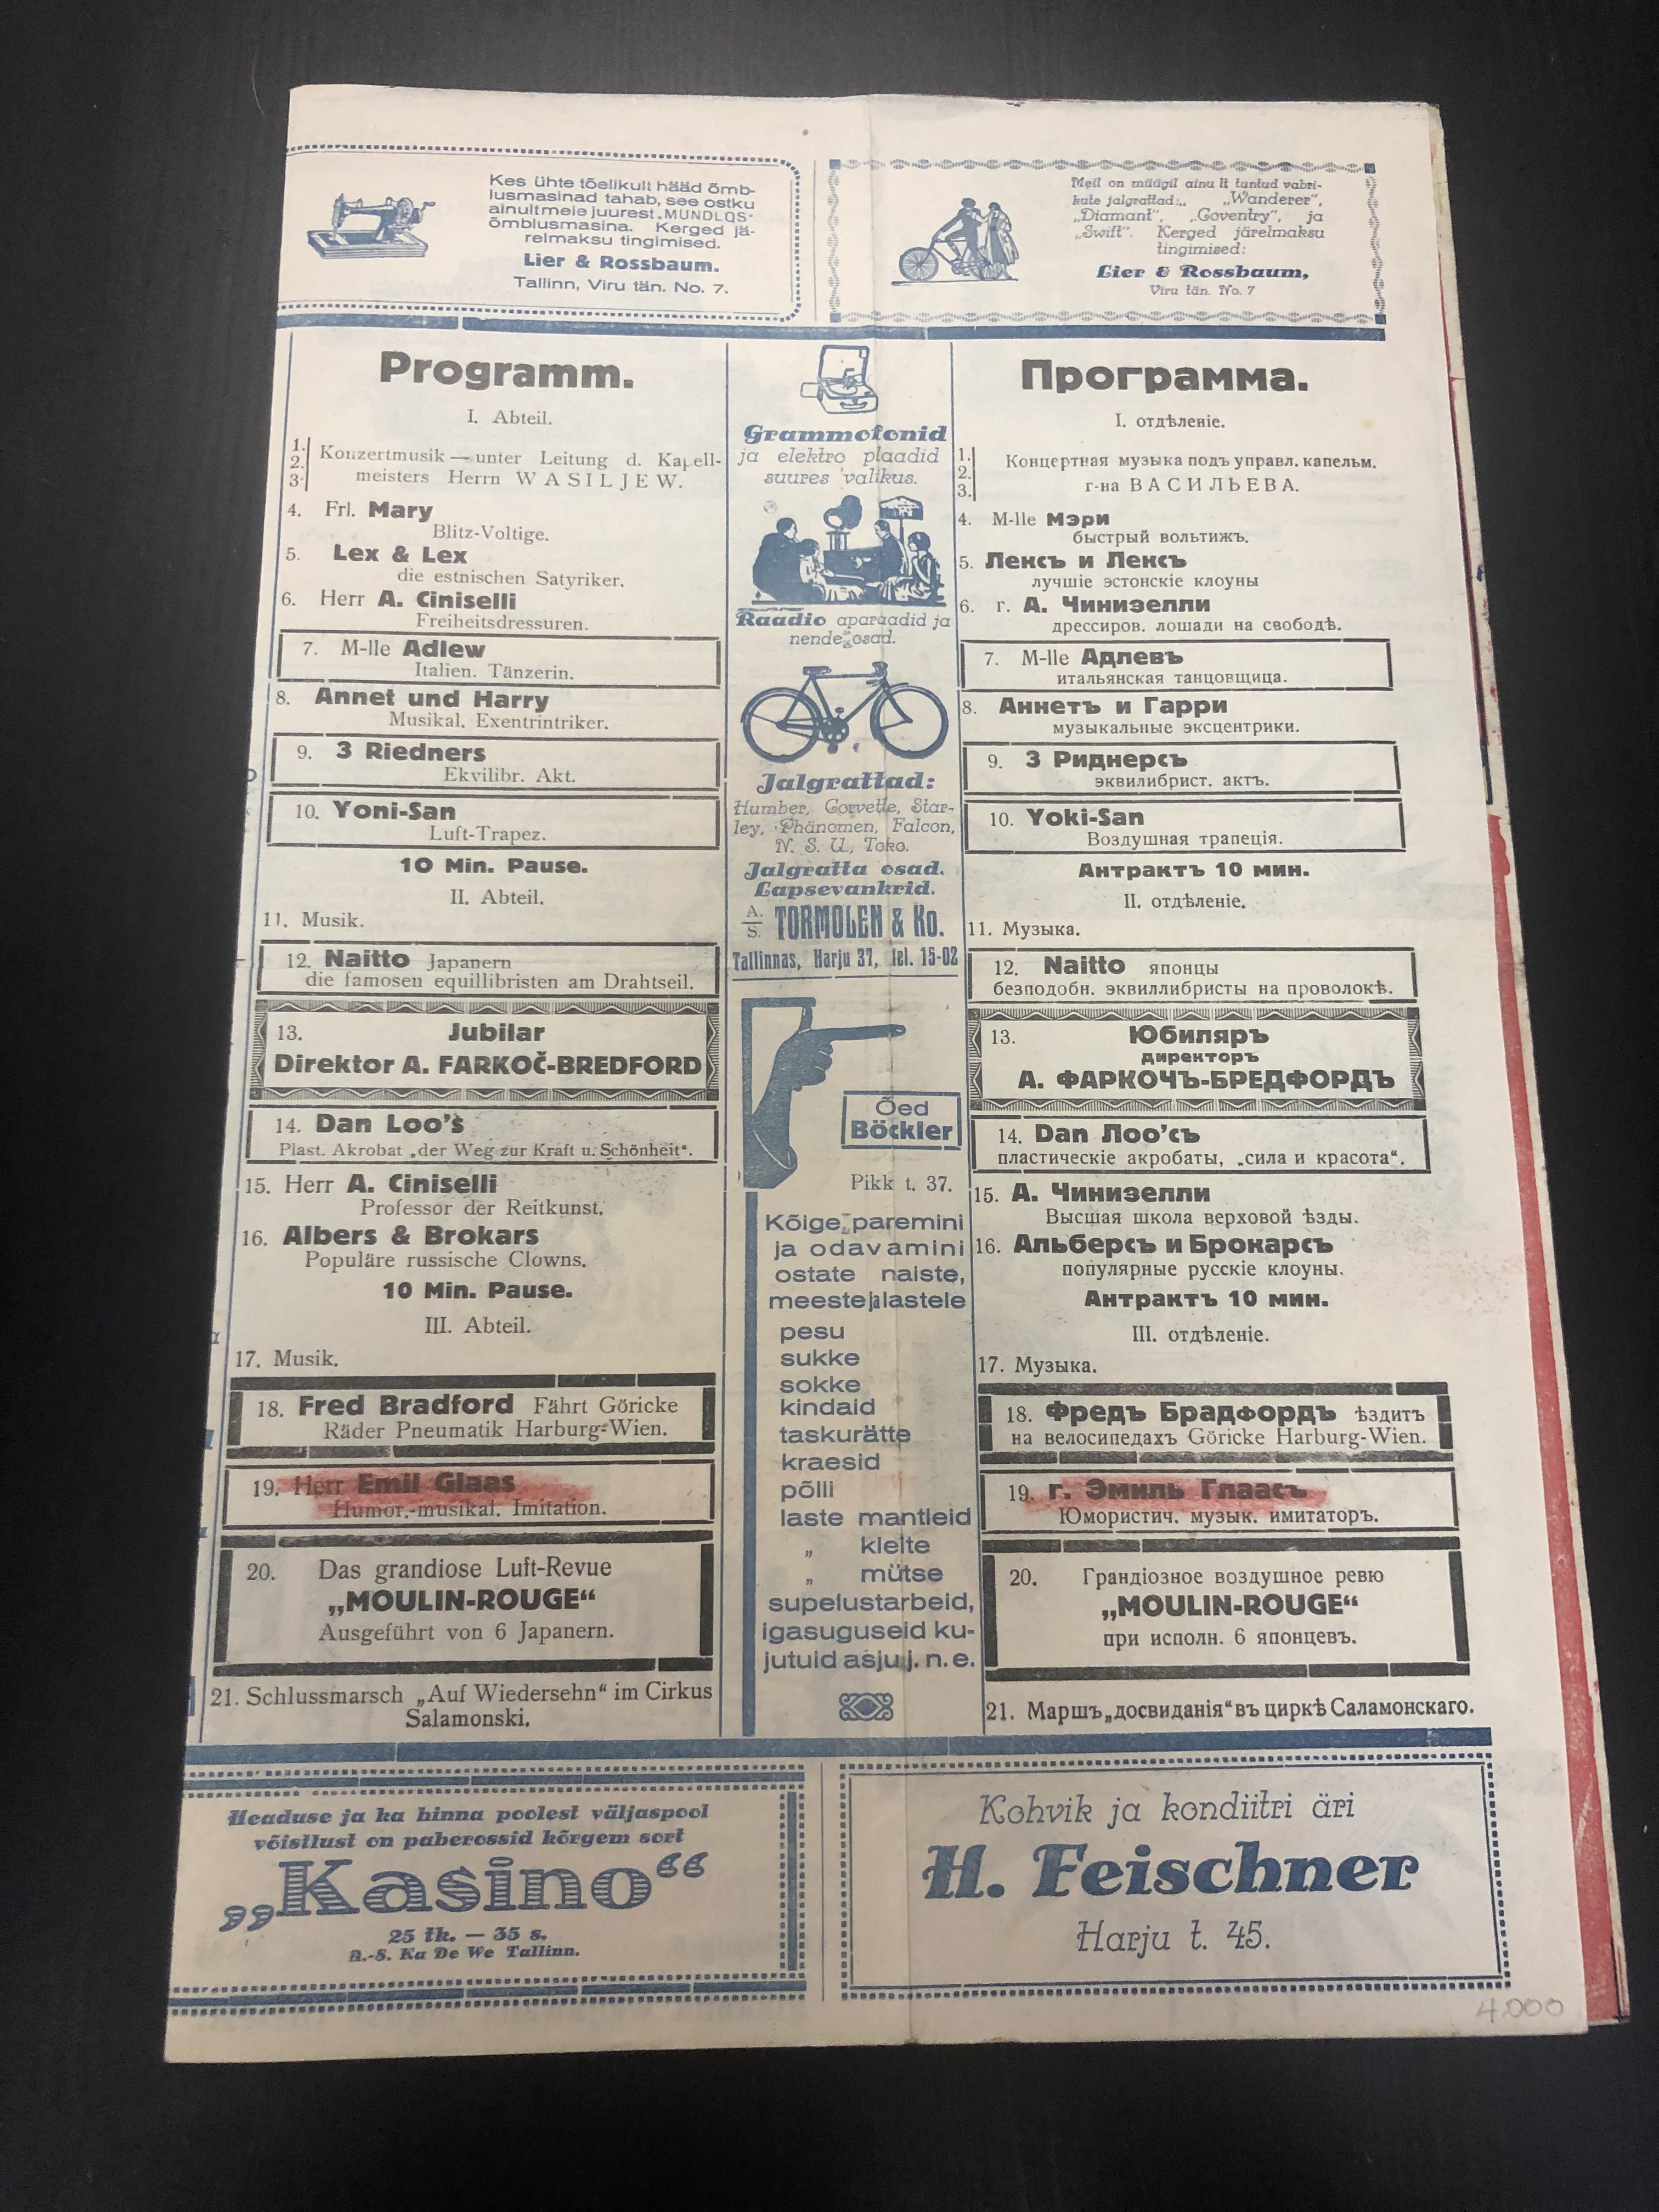 Kes ühte tõelikult hääd õmb-
lusmasinad tahab, see ostku
ainultmeie juurest „MUNDLOS"
õmblusmasina. Kerged jä-
relmaksu tingimised.
Lier & Rossbaum.
Tallinn, Viru tän. No. 7.
Meil on müügil ainu lt tuntud vabri-
kute jalgrattad:„ „Wanderer",
„Diamant", „Goventry", ja
„Swift". Kerged järelmaksu
tingimised:
Lier & Rossbaum,
Viru tän. No. 7
Programm.
I. Abteil.
1.
2.
3.
Konzertmusik — unter Leitung d. Kapell-
meisters Herrn WASILJEW.
4. Frl. Mary
Blitz-Voltige.
5. Lex & Lex
die estnischen Satyriker.
6. Herr A. Ciniselli
Freiheitsdressuren.
7. M-lle Adlew
Italien. Tänzerin.
8. Annet und Harry
Musikal. Exentrintriker.
9. 3 Riedners
Ekvilibr. Akt.
10. Yoni-San
Luft-Trapez.
10 Min. Pause.
II. Abteil.
11. Musik.
12. Naitto Japanern
die famosen equillibristen am Drahtseil.
13. Jubilar
Direktor A. FARKOČ-BREDFORD
14. Dan Loo's
Plast. Akrobat „der Weg zur Kraft u. Schönheit".
15. Herr A. Ciniselli
Professor der Reitkunst.
16. Albers & Brokars
Populäre russische Clowns.
10 Min. Pause.
III. Abteil.
17. Musik.
18. Fred Bradford Fährt Göricke
Räder Pneumatik Harburg-Wien.
19. Herr Emil Glaas
Humor.-musikal. Imitation.
20. Das grandiose Luft-Revue
„MOULIN-ROUGE"
Ausgeführt von 6 Japanern.
21. Schlussmarsch „Auf Wiedersehn" im Cirkus
Salamonski.
Grammofonid
ja elektro plaadid
suures valikus.
Raadio aparaadid ja
nende osad.
Jalgrattad:
Humber, Corvette, Star-
ley, Phänomen, Falcon,
N. S. U., Toko.
Jalgratta osad.
Lapsevankrid.
A.
S.
TORMOLEN & Ko.
Tallinnas, Harju 37, tel. 15-02
Õed
Böckler
Pikk t. 37.
Kõige paremini
ja odavamini
ostate naiste,
meeste ja lastele
pesu
sukke
sokke
kindaid
taskurätte
kraesid
põlli
laste mantleid
„ kleite
„ mütse
supelustarbeid,
igasuguseid ku-
jutuid asju j. n. e.
Программа.
I. отдѣленіе.
1.
2.
3.
Концертная музыка подъ управл. капельм.
г-на ВАСИЛЬЕВА.
4. M-lle Мэри
быстрый вольтижъ.
5. Лексъ и Лексъ
лучшіе эстонскіе клоуны
6. г. А. Чинизелли
дрессиров. лошади на свободѣ.
7. M-lle Адлевъ
итальянская танцовщица.
8. Аннетъ и Гарри
музыкальные эксцентрики.
9. 3 Риднерсъ
эквилибрист. актъ.
10. Yoki-San
Воздушная трапеція.
Антрактъ 10 мин.
II. отдѣленіе.
11. Музыка.
12. Naitto японцы
безподобн. эквиллибристы на проволокѣ.
13. Юбиляръ
директоръ
А. ФАРКОЧЪ-БРЕДФОРДЪ
14. Dan Лоо'съ
пластическіе акробаты, „сила и красота".
15. А. Чинизелли
Высшая школа верховой ѣзды.
16. Альберсъ и Брокарсъ
популярные русскіе клоуны.
Антрактъ 10 мин.
III. отдѣленіе.
17. Музыка.
18. Фредъ Брадфордъ ѣздитъ
на велосипедахъ Göricke Harburg-Wien.
19. г. Эмиль Глаасъ
Юмористич. музык. имитаторъ.
20. Грандіозное воздушное ревю
„MOULIN-ROUGE"
при исполн. 6 японцевъ.
21. Маршъ „досвиданія" въ циркѣ Саламонскаго.
Headuse ja ka hinna poolest väljaspool
võistlust on paberossid kõrgem sort
„Kasino"
25 tk. — 35 s.
A.-S. Ka De We Tallinn.
Kohvik ja kondiitri äri
H. Feischner
Harju t. 45.
4.000